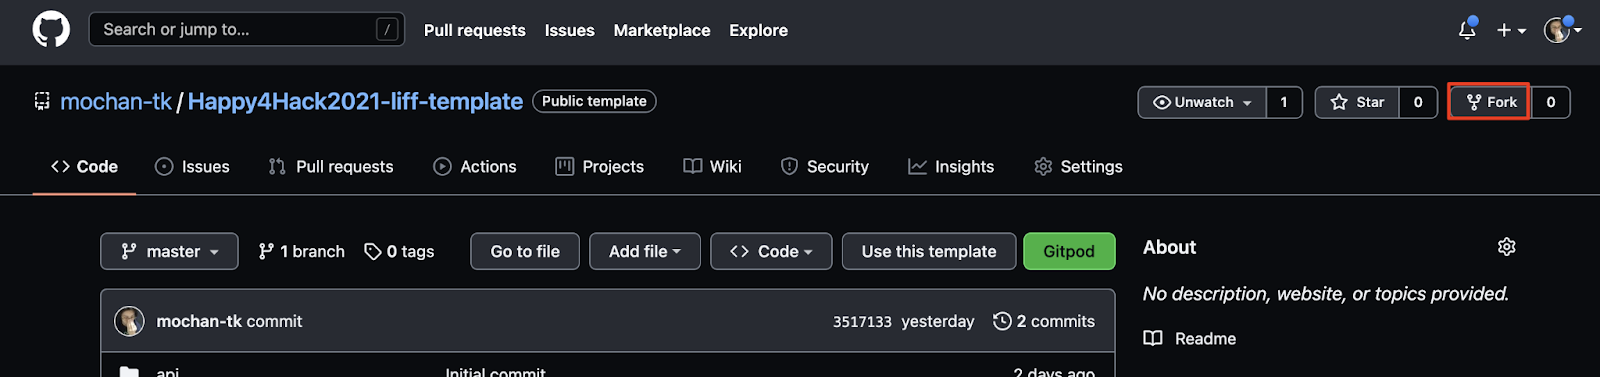 Search or jump to... / Pull requests Issues Marketplace Explore
mochan-tk / Happy4Hack2021-liff-template Public template Unwatch 1 Star 0 Fork 0
Code Issues Pull requests Actions Projects Wiki Security Insights Settings
master 1 branch 0 tags Go to file Add file Code Use this template Gitpod About
No description, website, or topics provided.
mochan-tk commit 3517133 yesterday 2 commits
Readme
api Initial commit 2 days ago